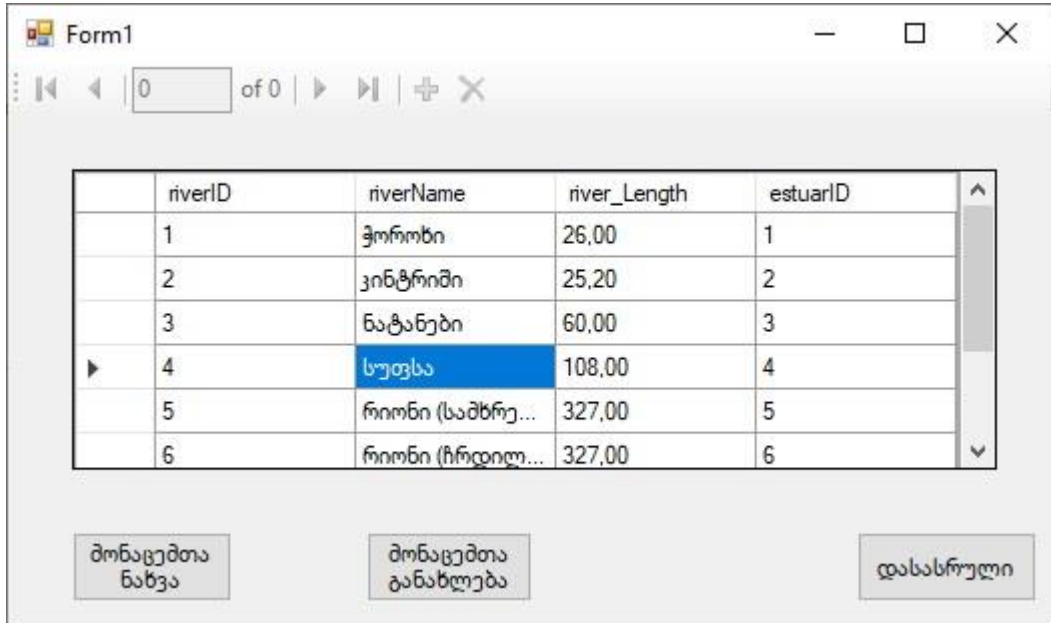 Form1
0 of 0
riverID riverName river_Length estuarID
1 ჭოროხი 26,00 1
2 კინტრიში 25,20 2
3 ნატანები 60,00 3
4 სუფსა 108,00 4
5 რიონი (სამხრე... 327,00 5
6 რიონი (ჩრდილ... 327,00 6
მონაცემთა
ნახვა
მონაცემთა
განახლება
დასასრული